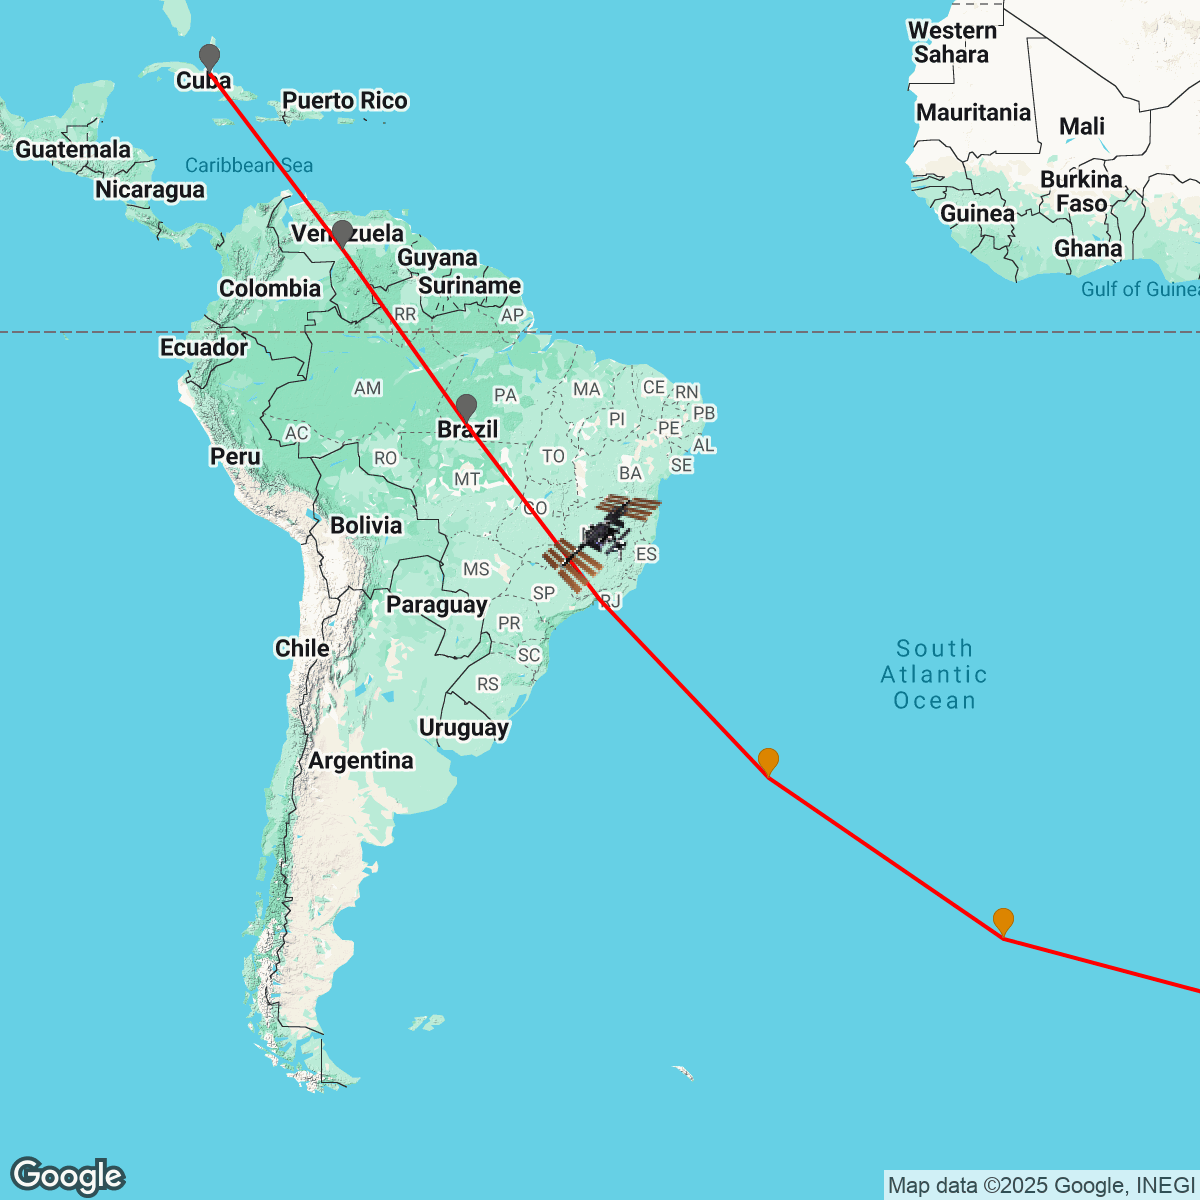 Western
Sahara
Cuba
Puerto Rico
Mauritania
Mali
Guatemala
Caribbean Sea
Nicaragua
Burkina
Faso
Guinea
Venezuela
Ghana
Guyana
Colombia
Suriname
Gulf of Guinea
RR
AP
Ecuador
AM
PA
MA
CE
RN
PB
PI
PE
AC
Brazil
AL
Peru
RO
TO
SE
MT
BA
GO
Bolivia
ES
MS
SP
RJ
Paraguay
PR
Chile
SC
South
Atlantic
Ocean
RS
Uruguay
Argentina
Google
Map data ©2025 Google, INEGI